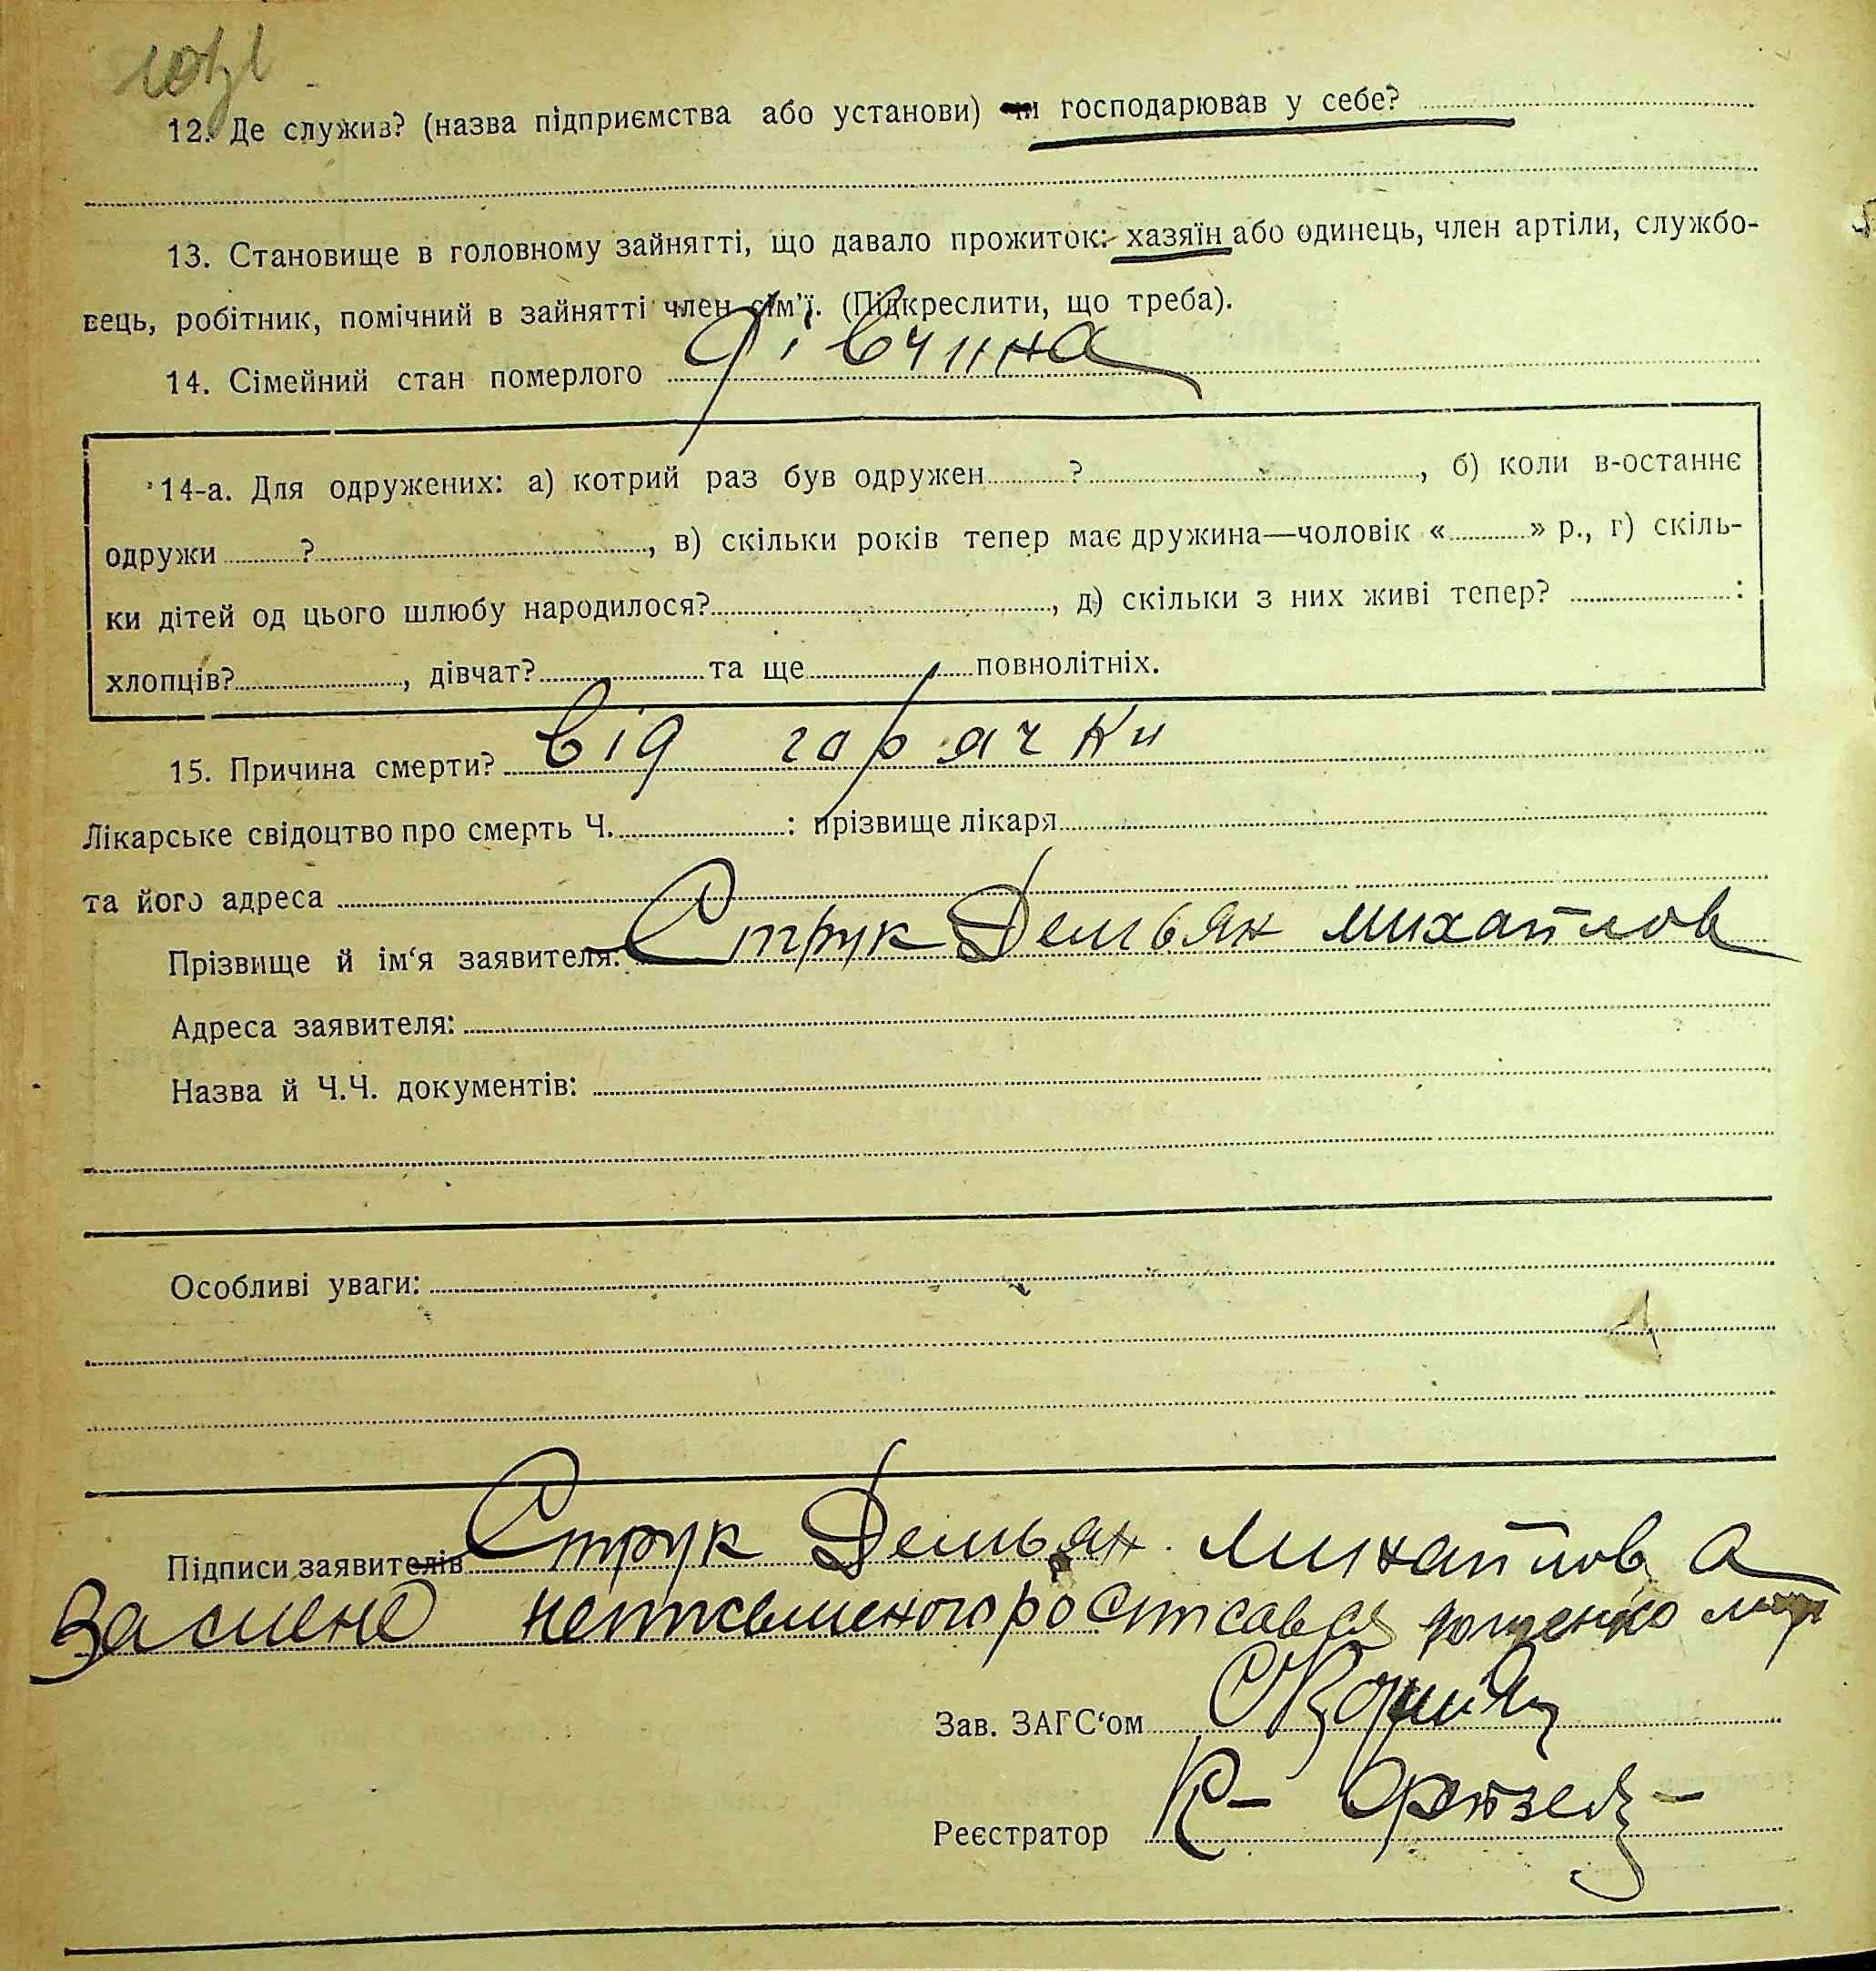 12. Де служив? (назва підприємства або установи) чи господарював у себе?
13. Становище в головному зайнятті, що давало прожиток: хазяїн або одинець, член артіли, службо-
вець, робітник, помічний в зайнятті член сім'ї. (Підкреслити, що треба).
14. Сімейний стан померлого дівчина
14-а. Для одружених: а) котрий раз був одружен ? , б) коли в-останнє
одружи ? , в) скільки років тепер має дружина—чоловік « » р., г) скіль-
ки дітей од цього шлюбу народилося? , д) скільки з них живі тепер? :
хлопців? , дівчат? та ще повнолітніх.
15. Причина смерти? від горячки
Лікарське свідоцтво про смерть Ч. : прізвище лікаря
та його адреса
Прізвище й ім'я заявителя: Струк Демьян Михайлов
Адреса заявителя:
Назва й Ч.Ч. документів:
Особливі уваги:
Підписи заявителів Струк Демьян Михайлов а
За
Зав. ЗАГС'ом
Реєстратор